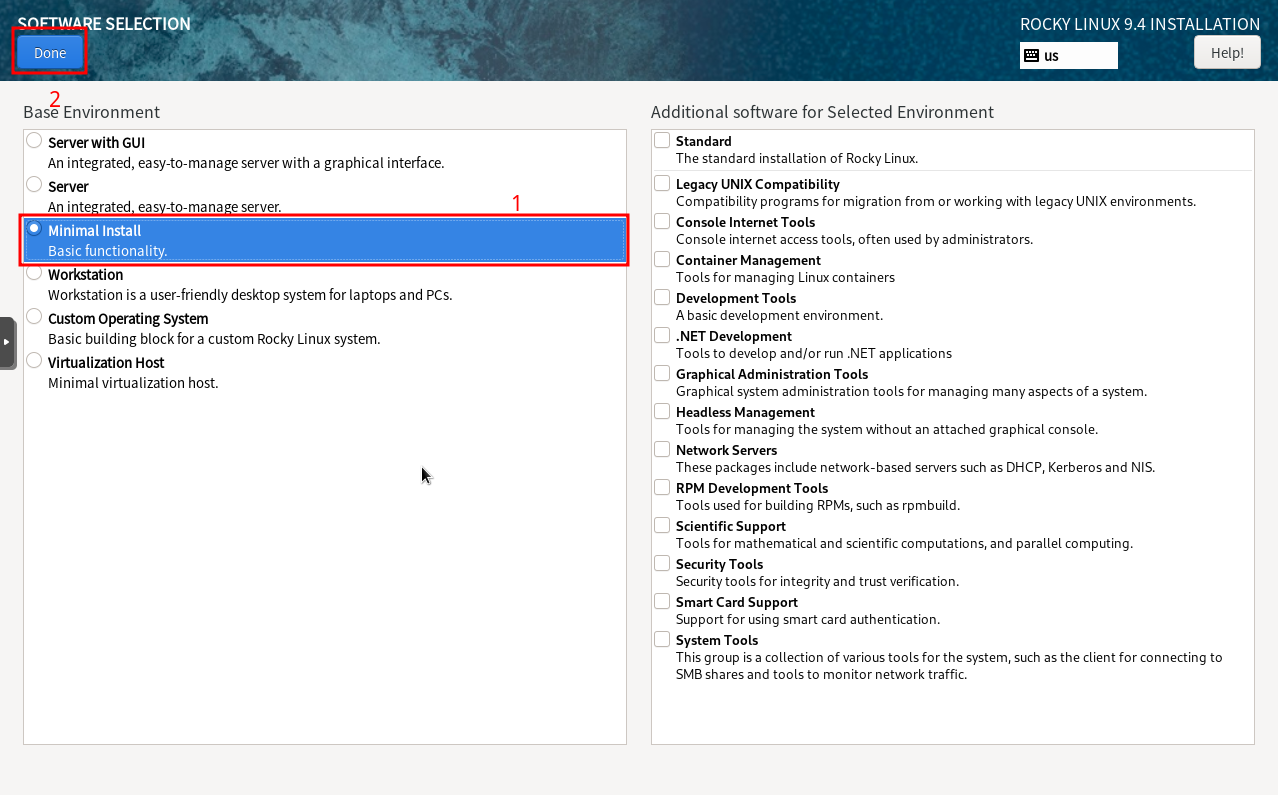 SOFTWARE SELECTION
ROCKY LINUX 9.4 INSTALLATION
Done
us
Help!
2
Base Environment
Server with GUI
An integrated, easy-to-manage server with a graphical interface.
Server
An integrated, easy-to-manage server.
1
Minimal Install
Basic functionality.
Workstation
Workstation is a user-friendly desktop system for laptops and PCs.
Custom Operating System
Basic building block for a custom Rocky Linux system.
Virtualization Host
Minimal virtualization host.
Additional software for Selected Environment
Standard
The standard installation of Rocky Linux.
Legacy UNIX Compatibility
Compatibility programs for migration from or working with legacy UNIX environments.
Console Internet Tools
Console internet access tools, often used by administrators.
Container Management
Tools for managing Linux containers
Development Tools
A basic development environment.
.NET Development
Tools to develop and/or run .NET applications
Graphical Administration Tools
Graphical system administration tools for managing many aspects of a system.
Headless Management
Tools for managing the system without an attached graphical console.
Network Servers
These packages include network-based servers such as DHCP, Kerberos and NIS.
RPM Development Tools
Tools used for building RPMs, such as rpmbuild.
Scientific Support
Tools for mathematical and scientific computations, and parallel computing.
Security Tools
Security tools for integrity and trust verification.
Smart Card Support
Support for using smart card authentication.
System Tools
This group is a collection of various tools for the system, such as the client for connecting to
SMB shares and tools to monitor network traffic.